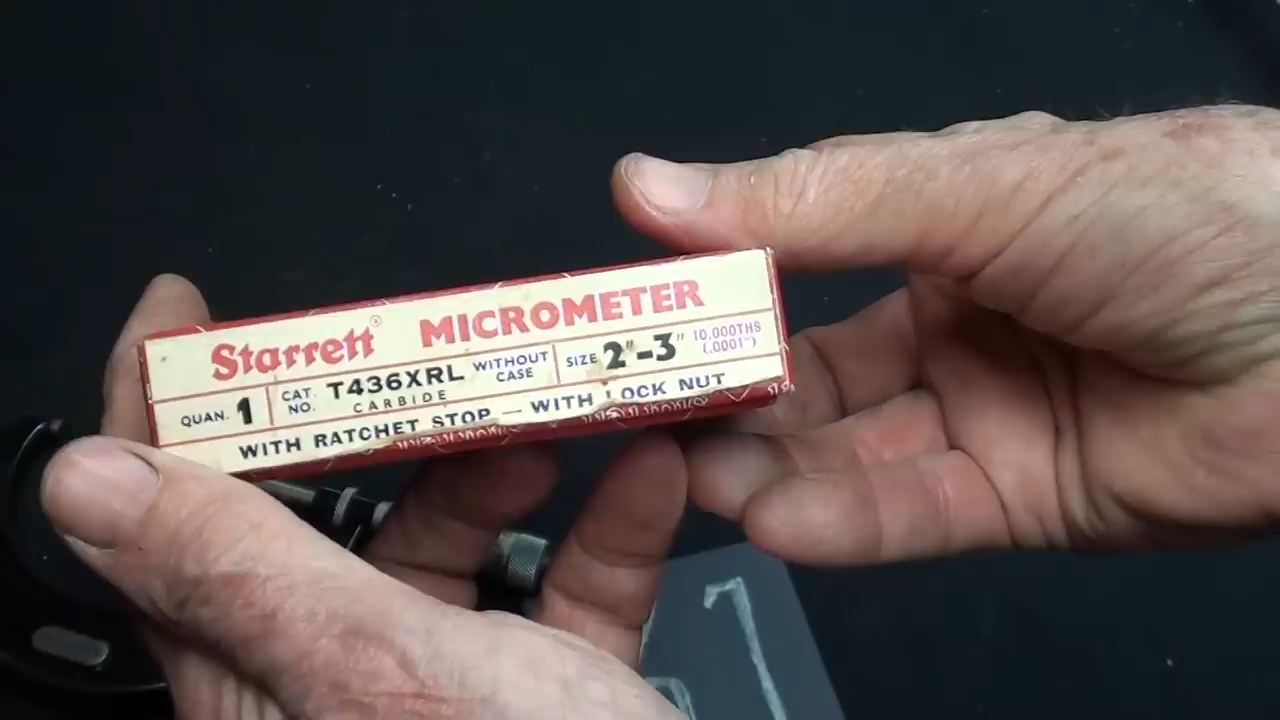 Starrett® MICROMETER
QUAN. 1 CAT. NO. T436XRL CARBIDE WITHOUT CASE SIZE 2"-3" 10,000THS (.0001")
WITH RATCHET STOP — WITH LOCK NUT